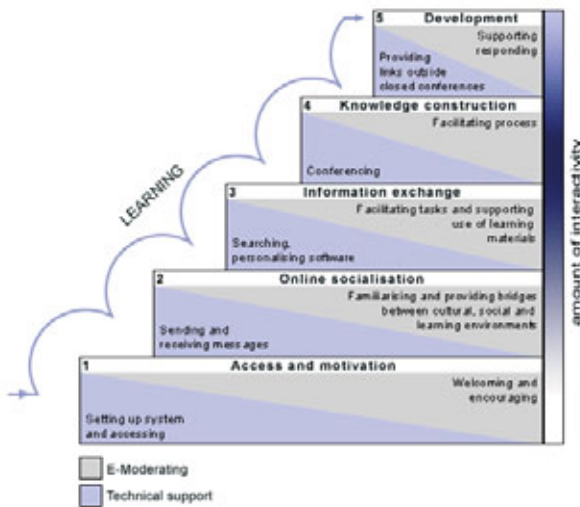 5 Development
Supporting
responding
Providing
links outside
closed conferences
4 Knowledge construction
Facilitating process
Conferencing
3 Information exchange
Facilitating tasks and supporting
use of learning
materials
Searching,
personalising software
2 Online socialisation
Familiarising and providing bridges
between cultural, social and
learning environments
Sending and
receiving messages
1 Access and motivation
Welcoming and
encouraging
Setting up system
and accessing
LEARNING
amount of interactivity
E-Moderating
Technical support